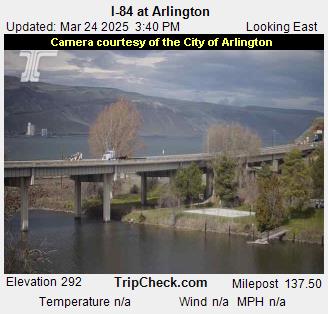 I-84 at Arlington
Updated: Mar 24 2025 3:40 PM Looking East
Camera courtesy of the City of Arlington
Elevation 292 TripCheck.com Milepost 137.50
Temperature n/a Wind n/a MPH n/a